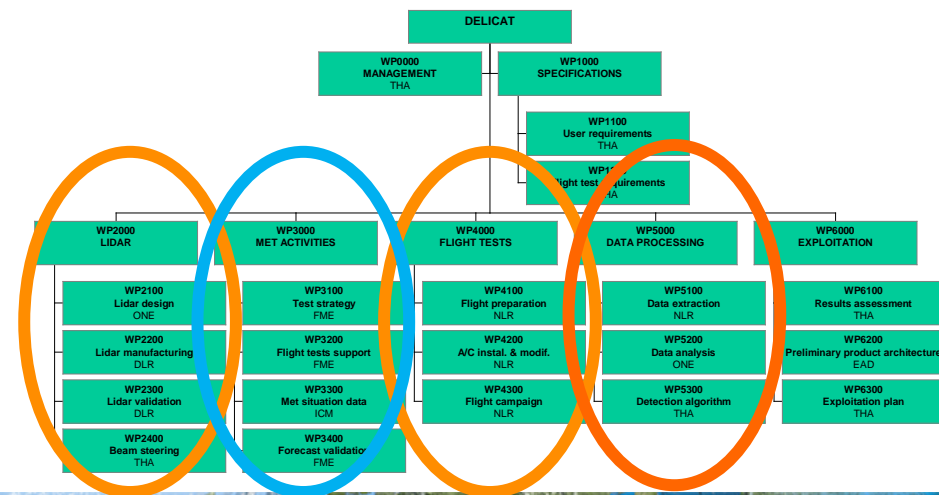 DELICAT
WP0000
MANAGEMENT
THA
WP1000
SPECIFICATIONS
WP1100
User requirements
THA
requirements
WP2000
LIDAR
WP3000
MET ACTIVITIES
WP4000
FLIGHT TESTS
WP5000
DATA PROCESSING
WP6000
EXPLOITATION
WP2100
Lidar design
ONE
WP3100
Test strategy
FME
WP4100
Flight preparation
NLR
WP5100
Data extraction
NLR
WP6100
Results assessment
THA
WP2200
Lidar manufacturing
DLR
WP3200
Flight tests support
FME
WP4200
A/C instal. & modif.
NLR
WP5200
Data analysis
ONE
WP6200
Preliminary product architecture
EAD
WP2300
Lidar validation
DLR
WP3300
Met situation data
ICM
WP4300
Flight campaign
NLR
WP5300
Detection algorithm
THA
WP6300
Exploitation plan
THA
WP2400
Beam steering
THA
WP3400
Forecast validation
FME